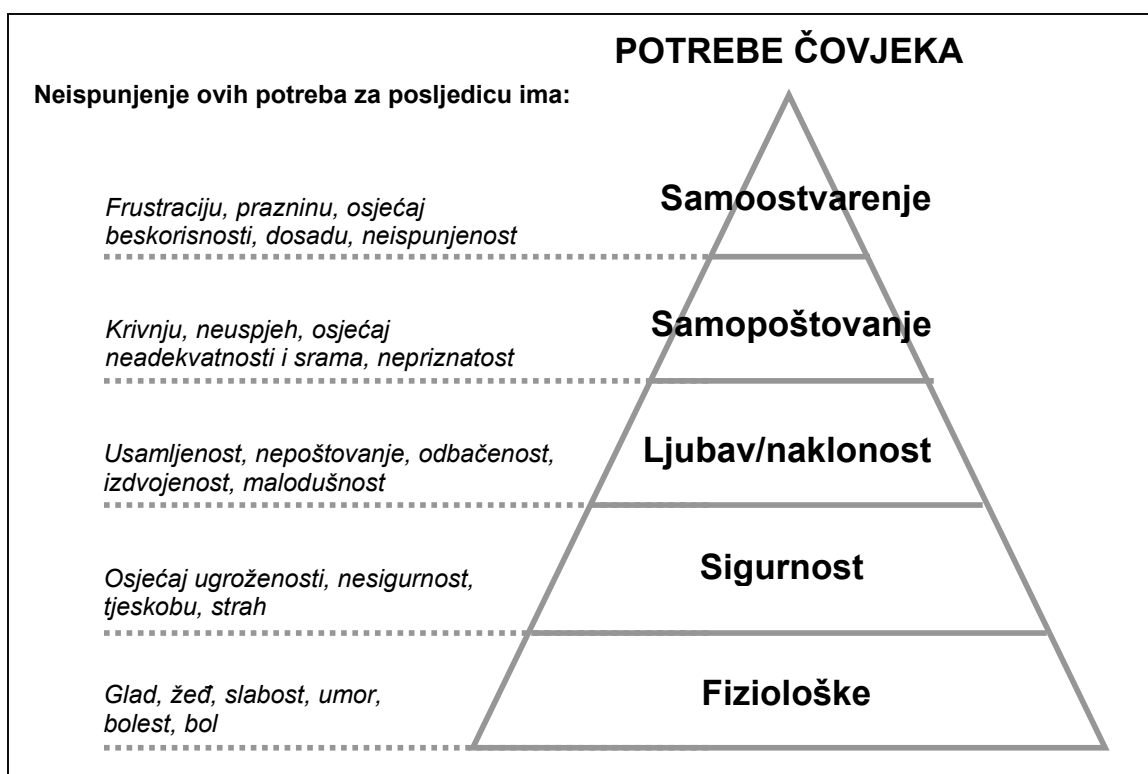 POTREBE ČOVJEKA
Neispunjenje ovih potreba za posljedicu ima:
Samoostvarenje
Frustraciju, prazninu, osjećaj
beskorisnosti, dosadu, neispunjenost
Samopoštovanje
Krivnju, neuspjeh, osjećaj
neadekvatnosti i srama, nepriznatost
Ljubav/naklonost
Usamljenost, nepoštovanje, odbačenost,
izdvojenost, malodušnost
Sigurnost
Osjećaj ugroženosti, nesigurnost,
tjeskobu, strah
Fiziološke
Glad, žeđ, slabost, umor,
bolest, bol